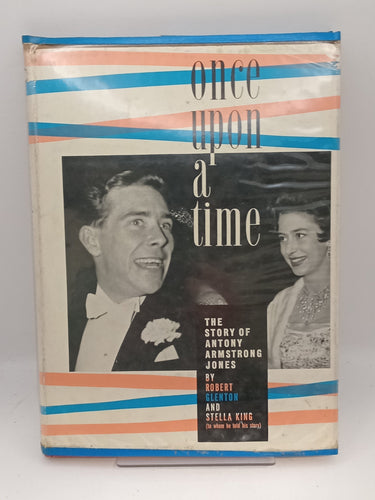 once
upon
a
time
THE
STORY OF
ANTONY
ARMSTRONG
JONES
BY
ROBERT
GLENTON
AND
STELLA KING
(to whom he told his story)